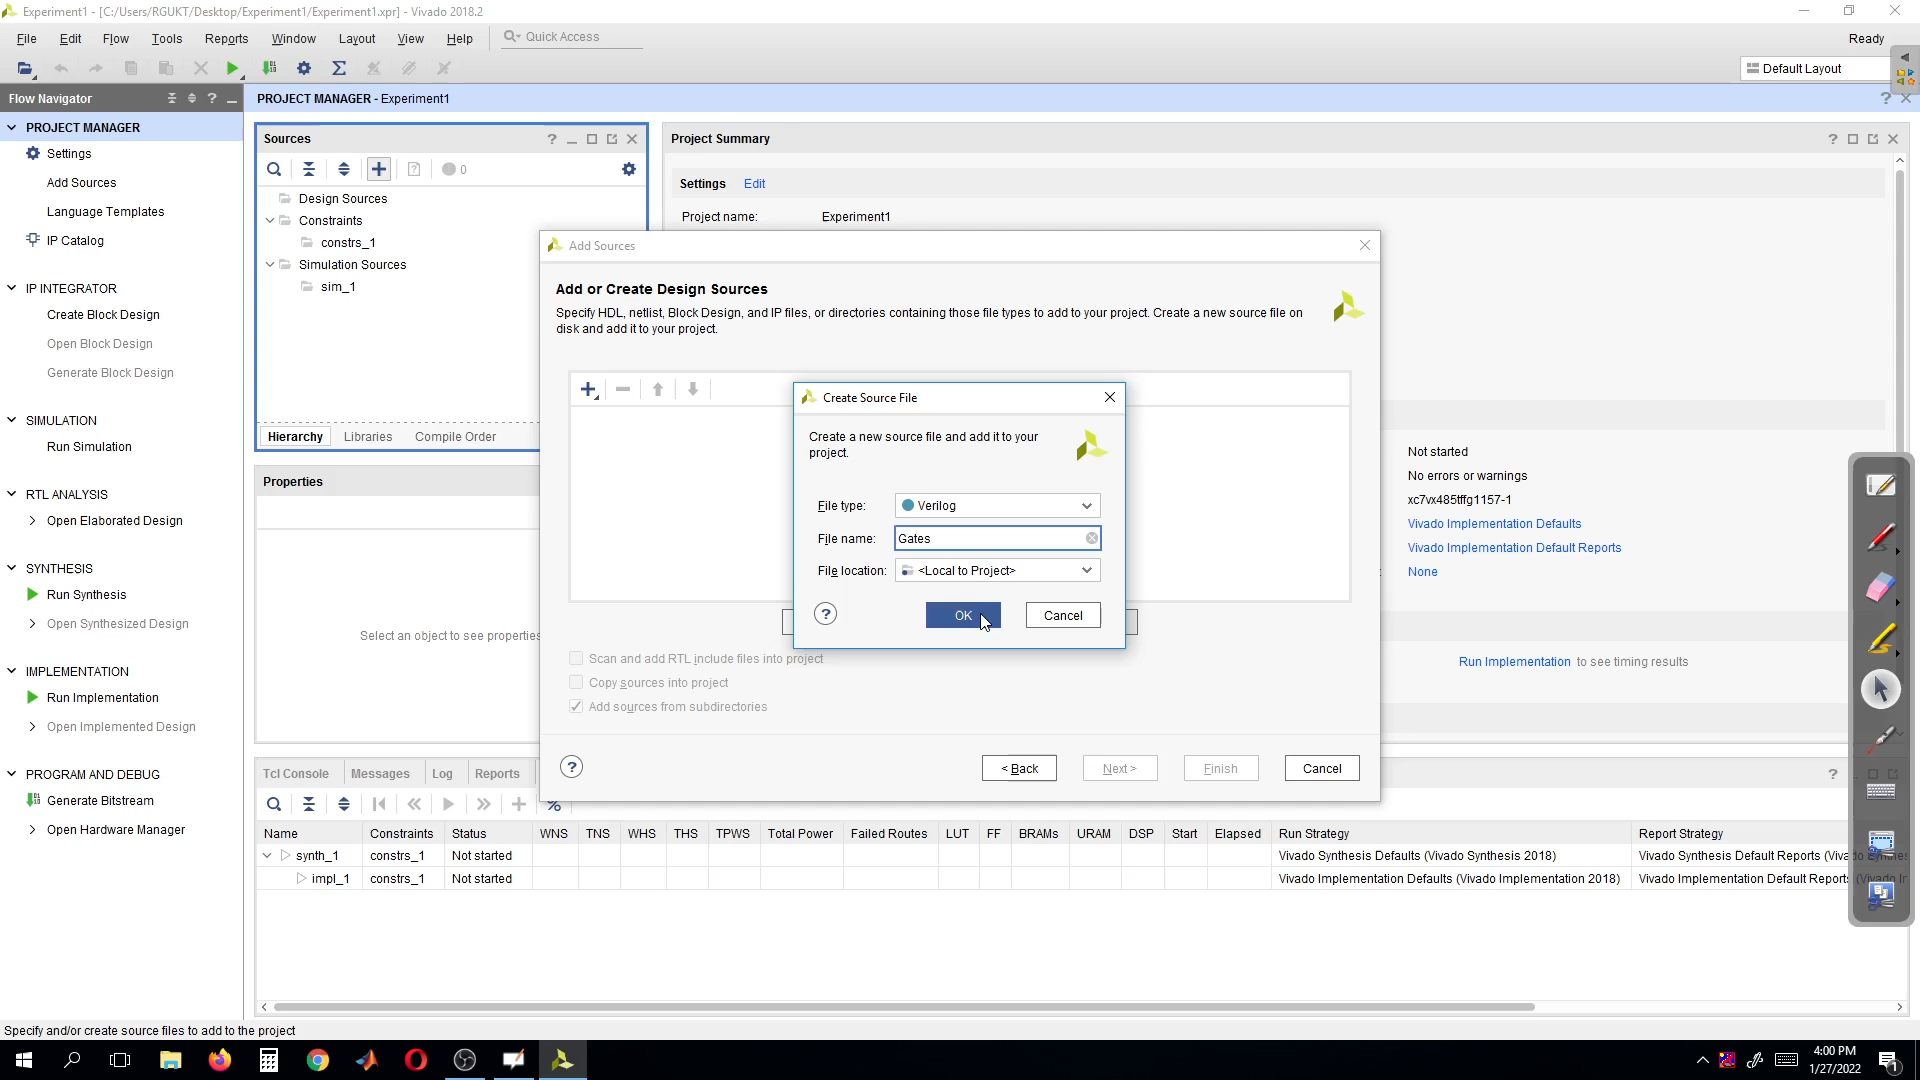 Experiment1 - [C:/Users/RGUKT/Desktop/Experiment1/Experiment1.xpr] - Vivado 2018.2
File Edit Flow Tools Reports Window Layout View Help Quick Access Ready
Default Layout
Flow Navigator
PROJECT MANAGER - Experiment1
PROJECT MANAGER
Settings
Add Sources
Language Templates
IP Catalog
IP INTEGRATOR
Create Block Design
Open Block Design
Generate Block Design
SIMULATION
Run Simulation
RTL ANALYSIS
Open Elaborated Design
SYNTHESIS
Run Synthesis
Open Synthesized Design
IMPLEMENTATION
Run Implementation
Open Implemented Design
PROGRAM AND DEBUG
Generate Bitstream
Open Hardware Manager
Sources
0
Design Sources
Constraints
constrs_1
Simulation Sources
sim_1
Hierarchy Libraries Compile Order
Properties
Select an object to see properties
Project Summary
Settings Edit
Project name: Experiment1
Not started
No errors or warnings
xc7vx485tffg1157-1
Vivado Implementation Defaults
Vivado Implementation Default Reports
None
Run Implementation to see timing results
Add Sources
Add or Create Design Sources
Specify HDL, netlist, Block Design, and IP files, or directories containing those file types to add to your project. Create a new source file on
disk and add it to your project.
Create Source File
Create a new source file and add it to your
project.
File type: Verilog
File name: Gates
File location: <Local to Project>
? OK Cancel
Scan and add RTL include files into project
Copy sources into project
Add sources from subdirectories
? < Back Next > Finish Cancel
Tcl Console Messages Log Reports
Name Constraints Status WNS TNS WHS THS TPWS Total Power Failed Routes LUT FF BRAMs URAM DSP Start Elapsed Run Strategy Report Strategy
synth_1 constrs_1 Not started Vivado Synthesis Defaults (Vivado Synthesis 2018) Vivado Synthesis Default Reports
impl_1 constrs_1 Not started Vivado Implementation Defaults (Vivado Implementation 2018) Vivado Implementation Default Reports
Specify and/or create source files to add to the project
4:00 PM
1/27/2022
1